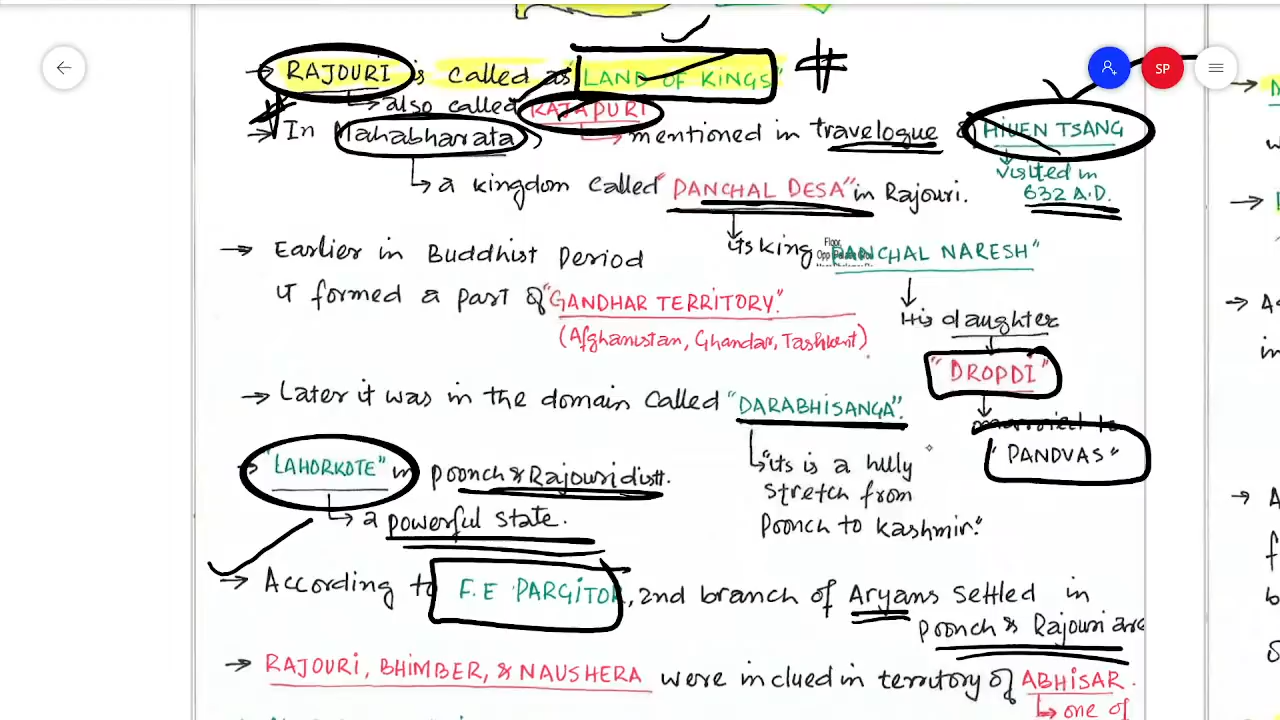 → RAJOURI is called as "LAND OF KINGS"
SP
→ also called RAJAPURI
→ In Mahabharata, → mentioned in travelogue HIUEN TSANG
↳ a kingdom called "PANCHAL DESA" in Rajouri.
visited in
632 A.D.
its king PANCHAL NARESH"
→ Earlier in Buddhist Period
it formed a part of "GANDHAR TERRITORY."
(Afghanistan, Ghandar, Tashkent)
His daughter
"DROPDI"
married to
"PANDVAS"
→ Later it was in the domain called "DARABHISANGA".
↳ "its is a hilly
stretch from
Poonch to Kashmir."
→ "LAHORKOTE" in Poonch & Rajouri distt.
↳ a powerful state.
→ According to F.E PARGITOR, 2nd branch of Aryans settled in
Poonch & Rajouri are
→ RAJOURI, BHIMBER, & NAUSHERA were inclued in territory of ABHISAR.
↳ one of